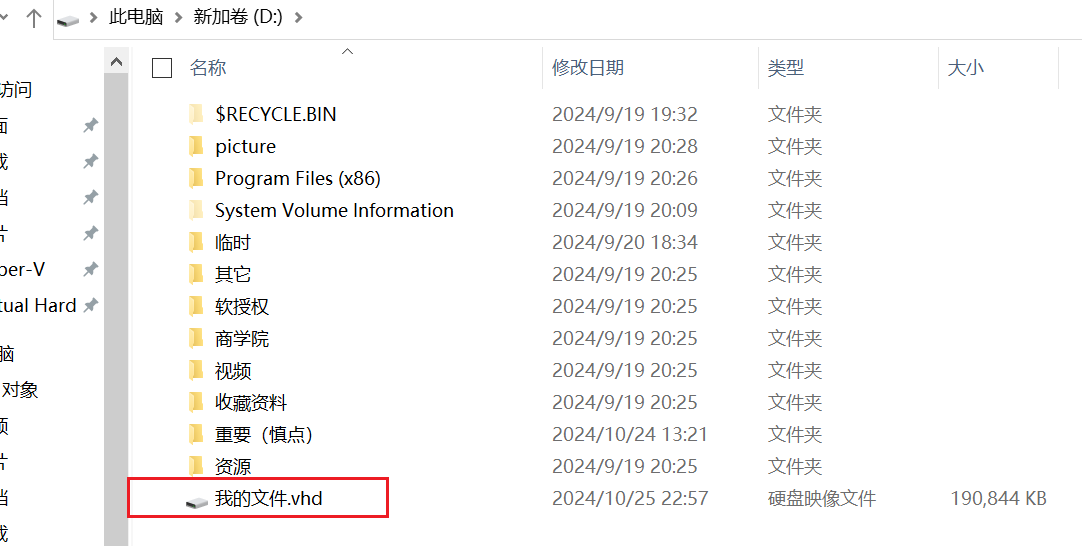 此电脑 > 新加卷 (D:) >
名称 修改日期 类型 大小
访问
$RECYCLE.BIN 2024/9/19 19:32 文件夹
picture 2024/9/19 20:28 文件夹
Program Files (x86) 2024/9/19 20:26 文件夹
System Volume Information 2024/9/19 20:09 文件夹
临时 2024/9/20 18:34 文件夹
per-V 其它 2024/9/19 20:25 文件夹
tual Hard 软授权 2024/9/19 20:25 文件夹
商学院 2024/9/19 20:25 文件夹
脑
视频 2024/9/19 20:25 文件夹
对象
收藏资料 2024/9/19 20:25 文件夹
重要（慎点） 2024/10/24 13:21 文件夹
资源 2024/9/19 20:25 文件夹
我的文件.vhd 2024/10/25 22:57 硬盘映像文件 190,844 KB